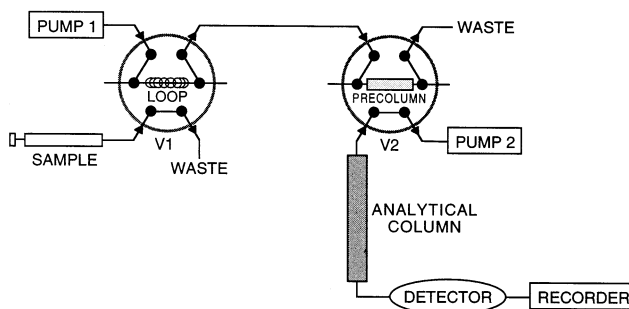 PUMP 1
WASTE
LOOP
PRECOLUMN
SAMPLE
V1
WASTE
V2
PUMP 2
ANALYTICAL
COLUMN
DETECTOR
RECORDER